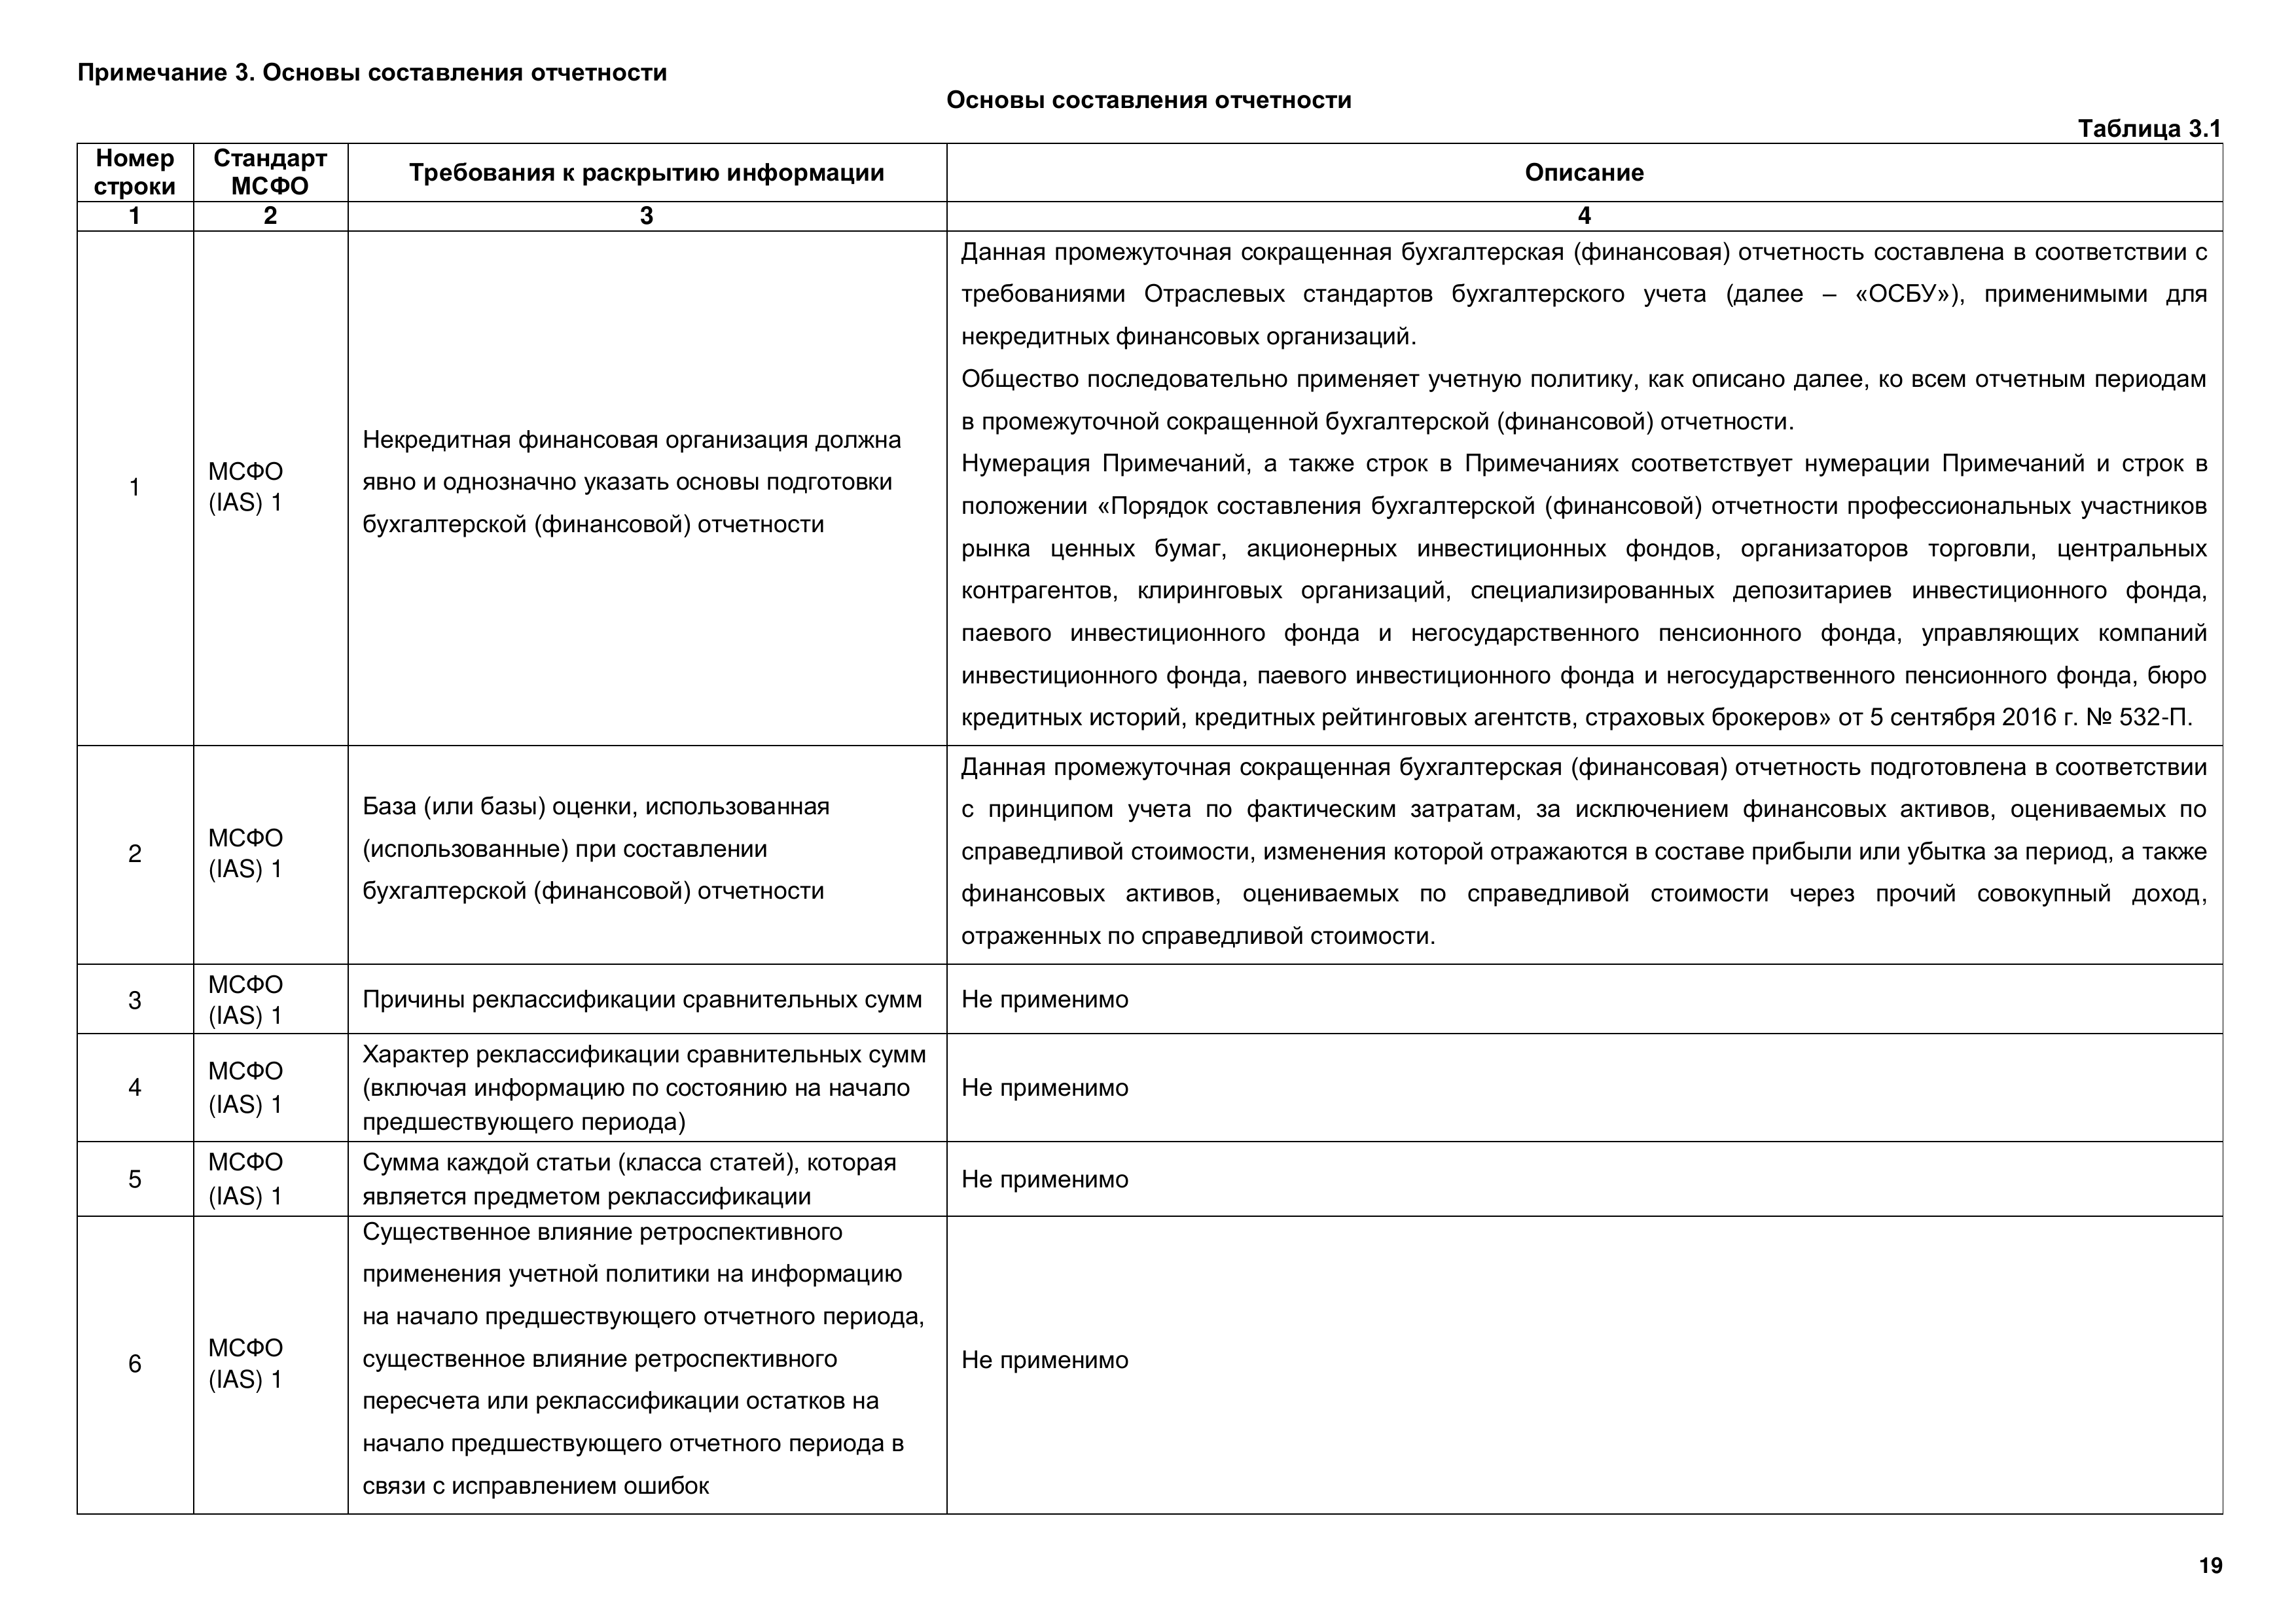 Примечание 3. Основы составления отчетности
Основы составления отчетности
Таблица 3.1
Номер
строки
Стандарт
МСФО
Требования к раскрытию информации
Описание
1
2
3
4
1
МСФО
(IAS) 1
Некредитная финансовая организация должна
явно и однозначно указать основы подготовки
бухгалтерской (финансовой) отчетности
Данная промежуточная сокращенная бухгалтерская (финансовая) отчетность составлена в соответствии с
требованиями Отраслевых стандартов бухгалтерского учета (далее – «ОСБУ»), применимыми для
некредитных финансовых организаций.
Общество последовательно применяет учетную политику, как описано далее, ко всем отчетным периодам
в промежуточной сокращенной бухгалтерской (финансовой) отчетности.
Нумерация Примечаний, а также строк в Примечаниях соответствует нумерации Примечаний и строк в
положении «Порядок составления бухгалтерской (финансовой) отчетности профессиональных участников
рынка ценных бумаг, акционерных инвестиционных фондов, организаторов торговли, центральных
контрагентов, клиринговых организаций, специализированных депозитариев инвестиционного фонда,
паевого инвестиционного фонда и негосударственного пенсионного фонда, управляющих компаний
инвестиционного фонда, паевого инвестиционного фонда и негосударственного пенсионного фонда, бюро
кредитных историй, кредитных рейтинговых агентств, страховых брокеров» от 5 сентября 2016 г. № 532-П.
2
МСФО
(IAS) 1
База (или базы) оценки, использованная
(использованные) при составлении
бухгалтерской (финансовой) отчетности
Данная промежуточная сокращенная бухгалтерская (финансовая) отчетность подготовлена в соответствии
с принципом учета по фактическим затратам, за исключением финансовых активов, оцениваемых по
справедливой стоимости, изменения которой отражаются в составе прибыли или убытка за период, а также
финансовых активов, оцениваемых по справедливой стоимости через прочий совокупный доход,
отраженных по справедливой стоимости.
3
МСФО
(IAS) 1
Причины реклассификации сравнительных сумм
Не применимо
4
МСФО
(IAS) 1
Характер реклассификации сравнительных сумм
(включая информацию по состоянию на начало
предшествующего периода)
Не применимо
5
МСФО
(IAS) 1
Сумма каждой статьи (класса статей), которая
является предметом реклассификации
Не применимо
6
МСФО
(IAS) 1
Существенное влияние ретроспективного
применения учетной политики на информацию
на начало предшествующего отчетного периода,
существенное влияние ретроспективного
пересчета или реклассификации остатков на
начало предшествующего отчетного периода в
связи с исправлением ошибок
Не применимо
19